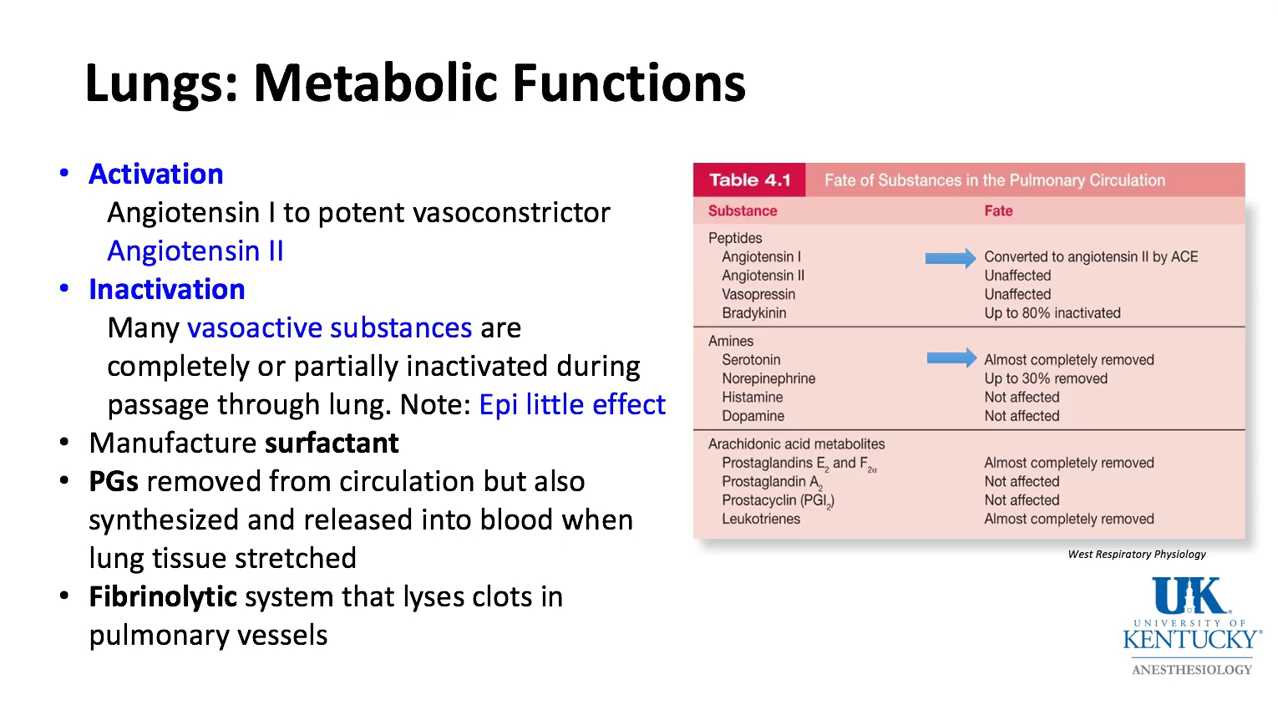 Lungs: Metabolic Functions
• Activation
Angiotensin I to potent vasoconstrictor
Angiotensin II
• Inactivation
Many vasoactive substances are
completely or partially inactivated during
passage through lung. Note: Epi little effect
• Manufacture surfactant
• PGs removed from circulation but also
synthesized and released into blood when
lung tissue stretched
• Fibrinolytic system that lyses clots in
pulmonary vessels
Table 4.1 Fate of Substances in the Pulmonary Circulation
Substance Fate
Peptides
Angiotensin I Converted to angiotensin II by ACE
Angiotensin II Unaffected
Vasopressin Unaffected
Bradykinin Up to 80% inactivated
Amines
Serotonin Almost completely removed
Norepinephrine Up to 30% removed
Histamine Not affected
Dopamine Not affected
Arachidonic acid metabolites
Prostaglandins E₂ and F₂α Almost completely removed
Prostaglandin A₂ Not affected
Prostacyclin (PGI₂) Not affected
Leukotrienes Almost completely removed
West Respiratory Physiology
UK
UNIVERSITY OF
KENTUCKY®
ANESTHESIOLOGY